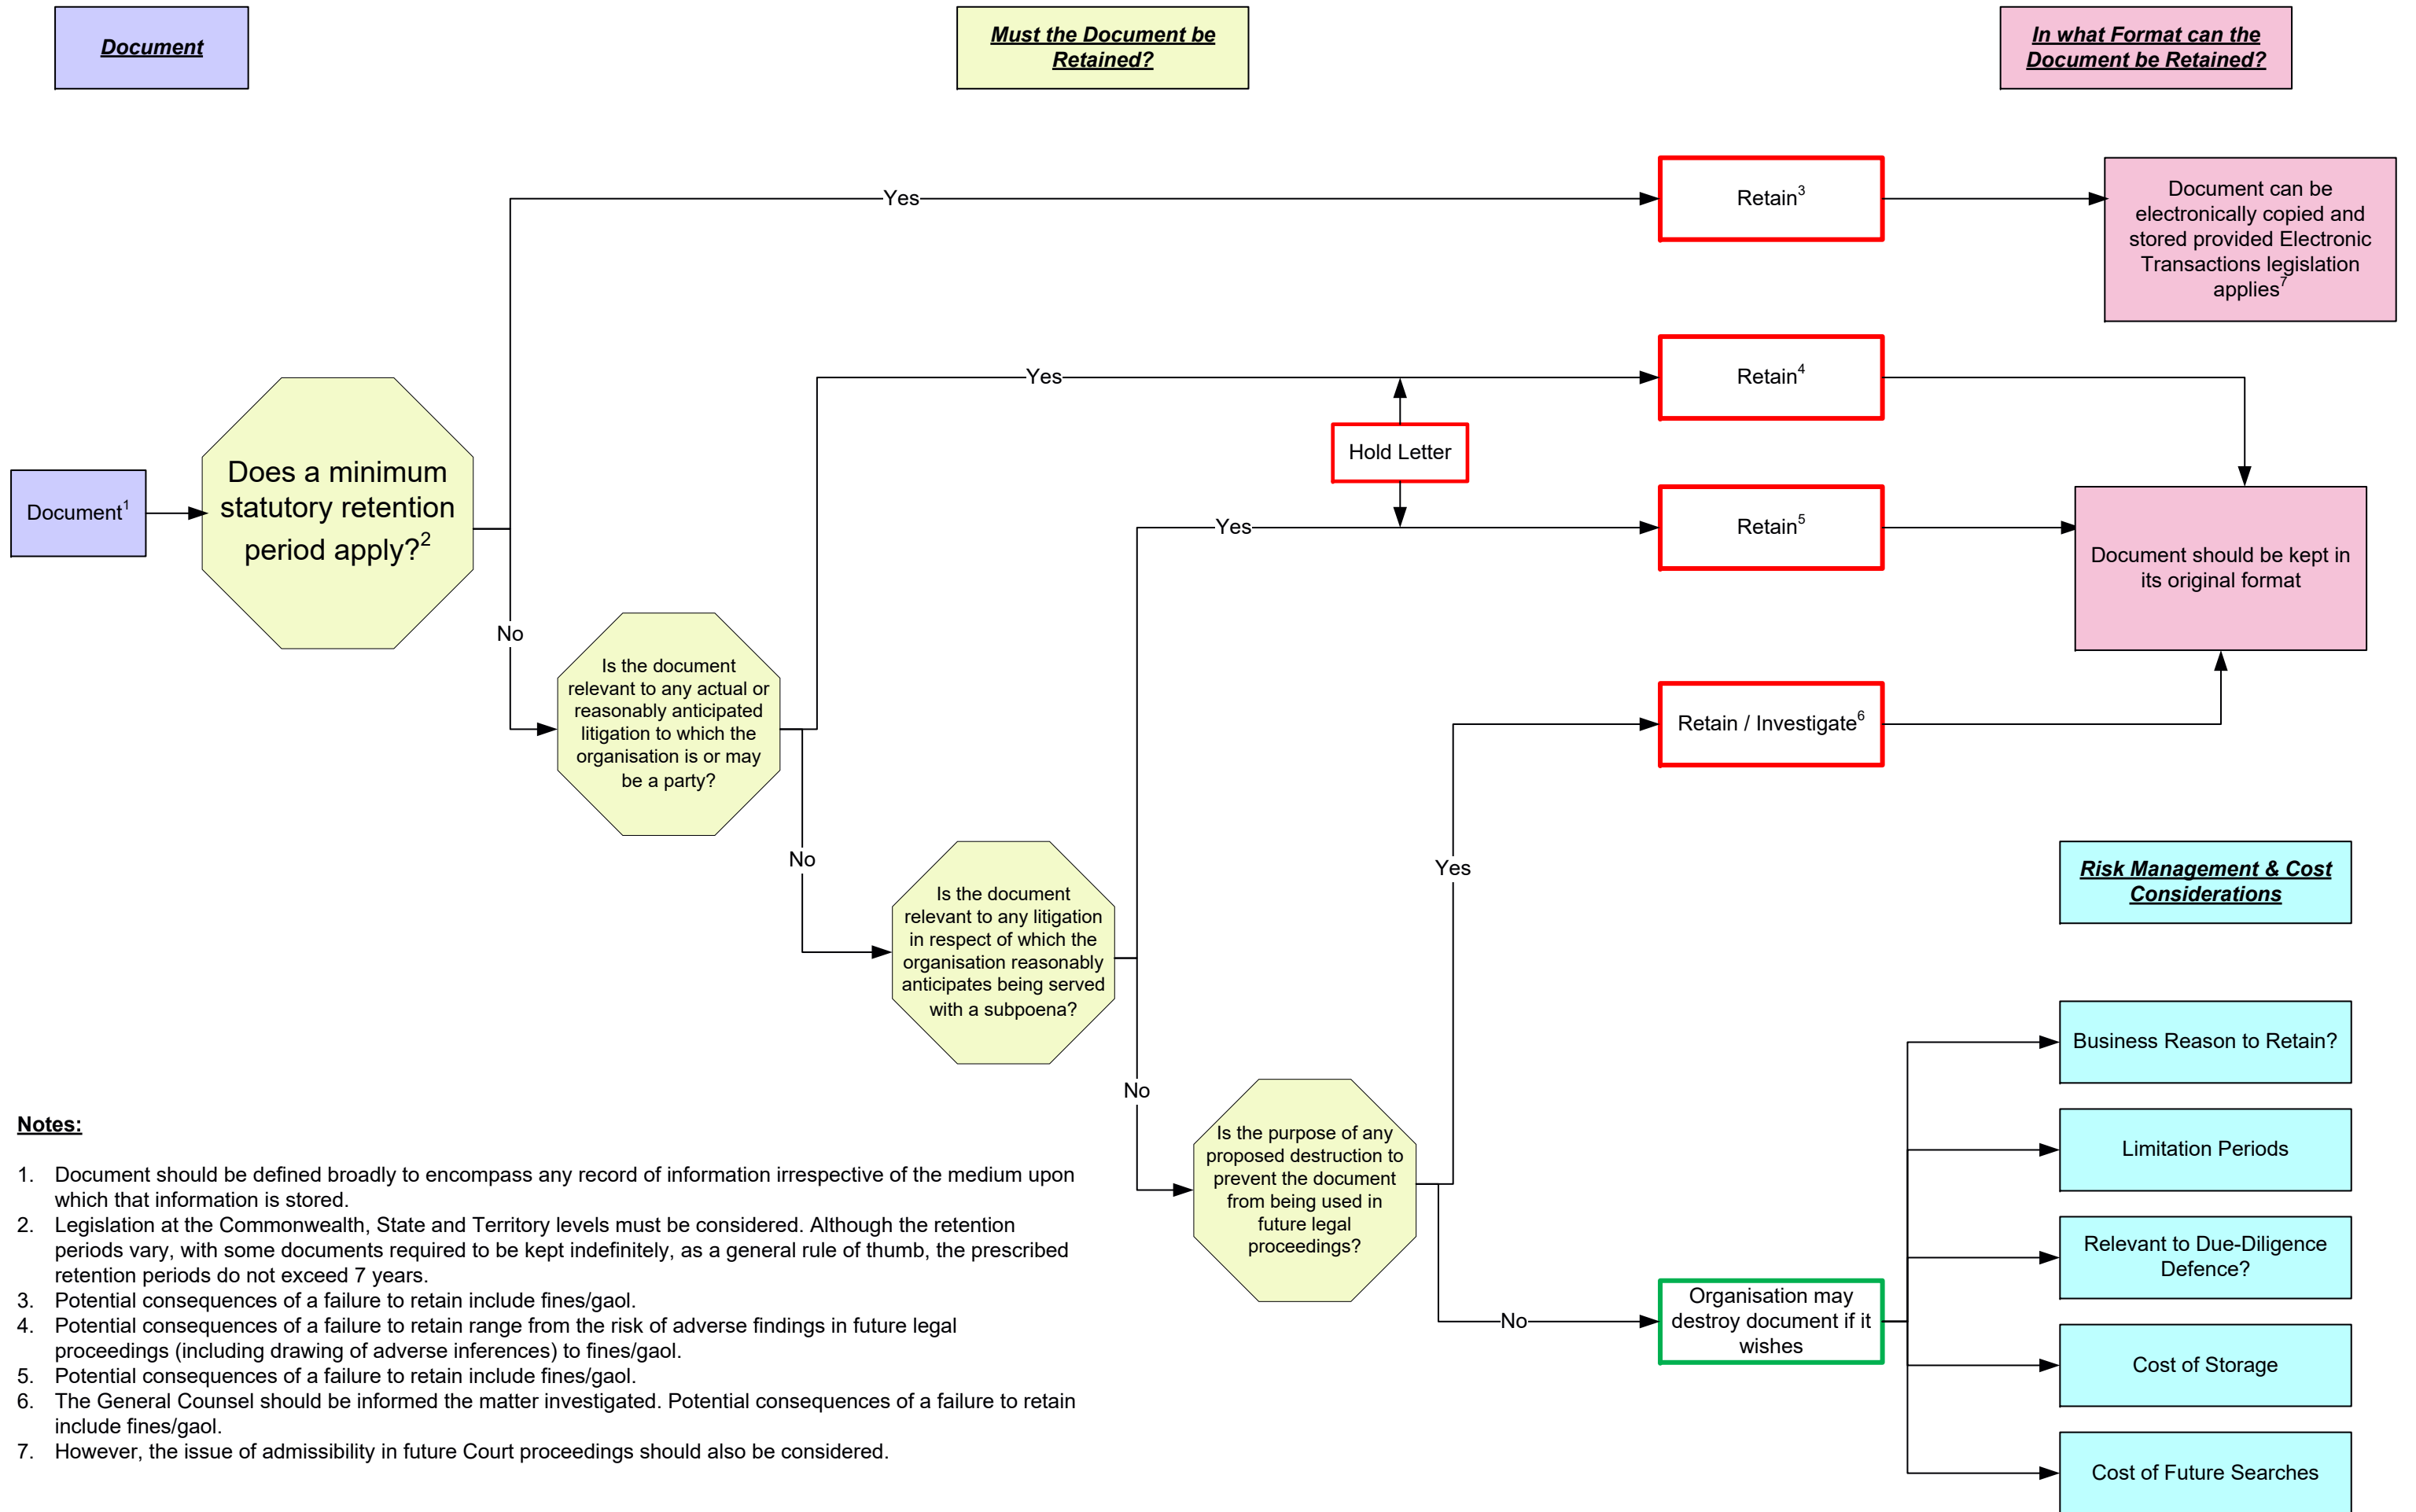 Document
Must the Document be
Retained?
In what Format can the
Document be Retained?
Yes
Retain3
Document can be
electronically copied and
stored provided Electronic
Transactions legislation
applies7
Yes
Retain4
Hold Letter
Document1
Does a minimum
statutory retention
period apply?2
Yes
Retain5
Document should be kept in
its original format
No
Is the document
relevant to any actual or
reasonably anticipated
litigation to which the
organisation is or may
be a party?
Retain / Investigate6
No
Yes
Risk Management & Cost
Considerations
Is the document
relevant to any litigation
in respect of which the
organisation reasonably
anticipates being served
with a subpoena?
Business Reason to Retain?
No
Is the purpose of any
proposed destruction to
prevent the document
from being used in
future legal
proceedings?
Limitation Periods
Relevant to Due-Diligence
Defence?
No
Organisation may
destroy document if it
wishes
Cost of Storage
Cost of Future Searches
Notes:
1. Document should be defined broadly to encompass any record of information irrespective of the medium upon
which that information is stored.
2. Legislation at the Commonwealth, State and Territory levels must be considered. Although the retention
periods vary, with some documents required to be kept indefinitely, as a general rule of thumb, the prescribed
retention periods do not exceed 7 years.
3. Potential consequences of a failure to retain include fines/gaol.
4. Potential consequences of a failure to retain range from the risk of adverse findings in future legal
proceedings (including drawing of adverse inferences) to fines/gaol.
5. Potential consequences of a failure to retain include fines/gaol.
6. The General Counsel should be informed the matter investigated. Potential consequences of a failure to retain
include fines/gaol.
7. However, the issue of admissibility in future Court proceedings should also be considered.